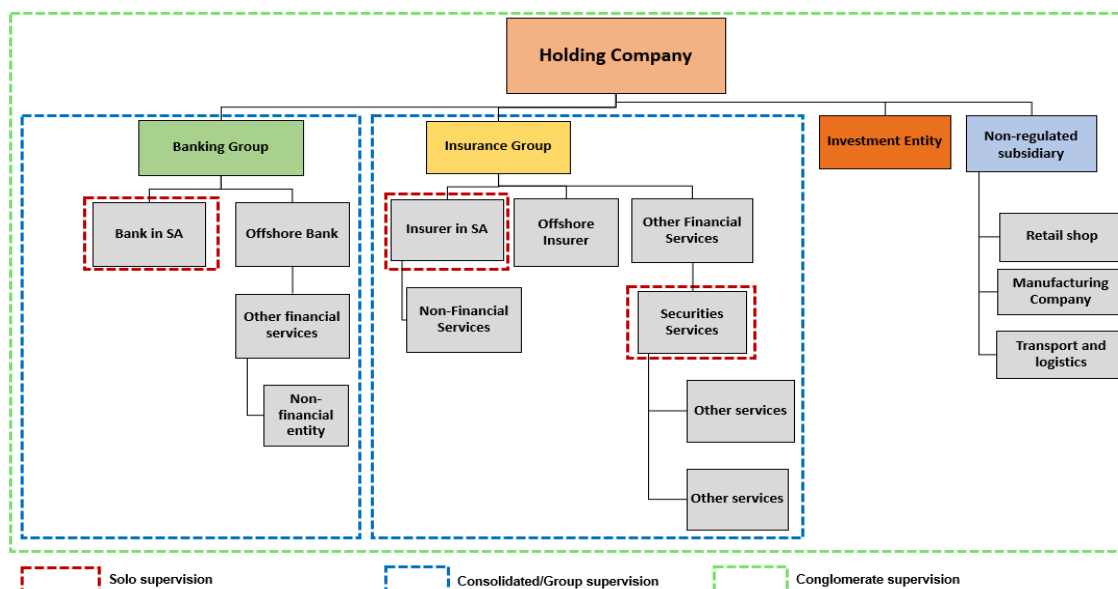 Holding Company
Banking Group
Insurance Group
Investment Entity
Non-regulated
subsidiary
Bank in SA
Offshore Bank
Insurer in SA
Offshore
Insurer
Other Financial
Services
Retail shop
Other financial
services
Non-Financial
Services
Securities
Services
Manufacturing
Company
Transport and
logistics
Non-
financial
entity
Other services
Other services
Solo supervision
Consolidated/Group supervision
Conglomerate supervision